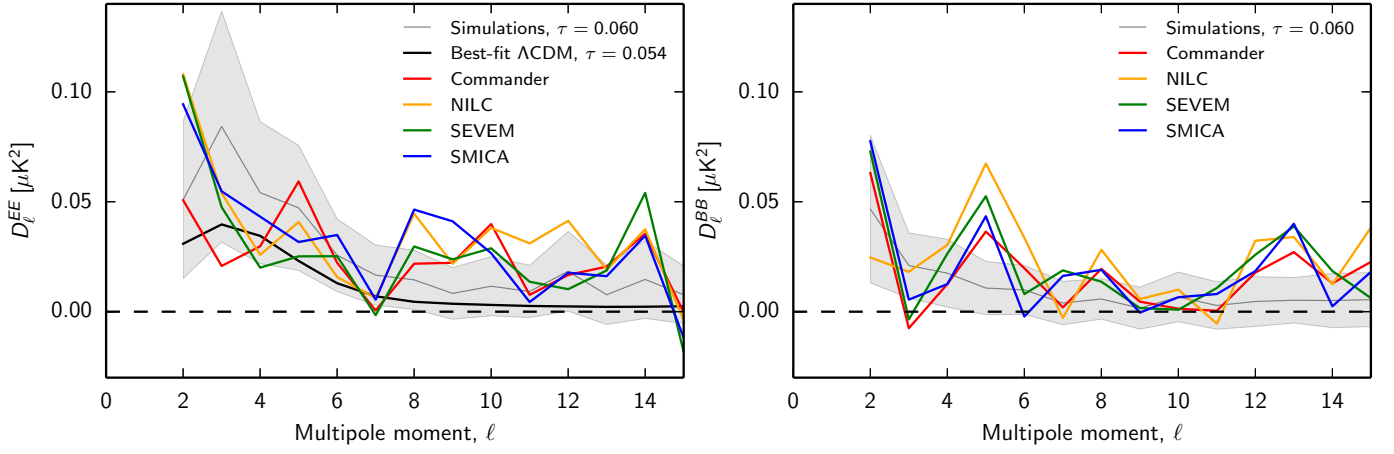 Simulations, τ = 0.060
Best-fit ΛCDM, τ = 0.054
Commander
NILC
SEVEM
SMICA
0.10
0.05
0.00
D_ℓ^{EE} [μK²]
0 2 4 6 8 10 12 14
Multipole moment, ℓ
Simulations, τ = 0.060
Commander
NILC
SEVEM
SMICA
0.10
0.05
0.00
D_ℓ^{BB} [μK²]
0 2 4 6 8 10 12 14
Multipole moment, ℓ